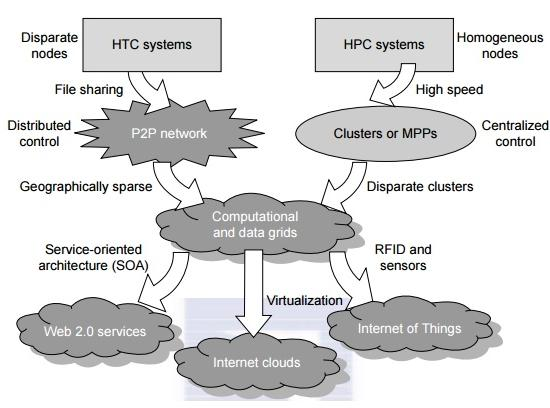 Disparate
nodes
HTC systems
HPC systems
Homogeneous
nodes
File sharing
High speed
Distributed
control
P2P network
Clusters or MPPs
Centralized
control
Geographically sparse
Disparate clusters
Computational
and data grids
Service-oriented
architecture (SOA)
RFID and
sensors
Virtualization
Web 2.0 services
Internet of Things
Internet clouds